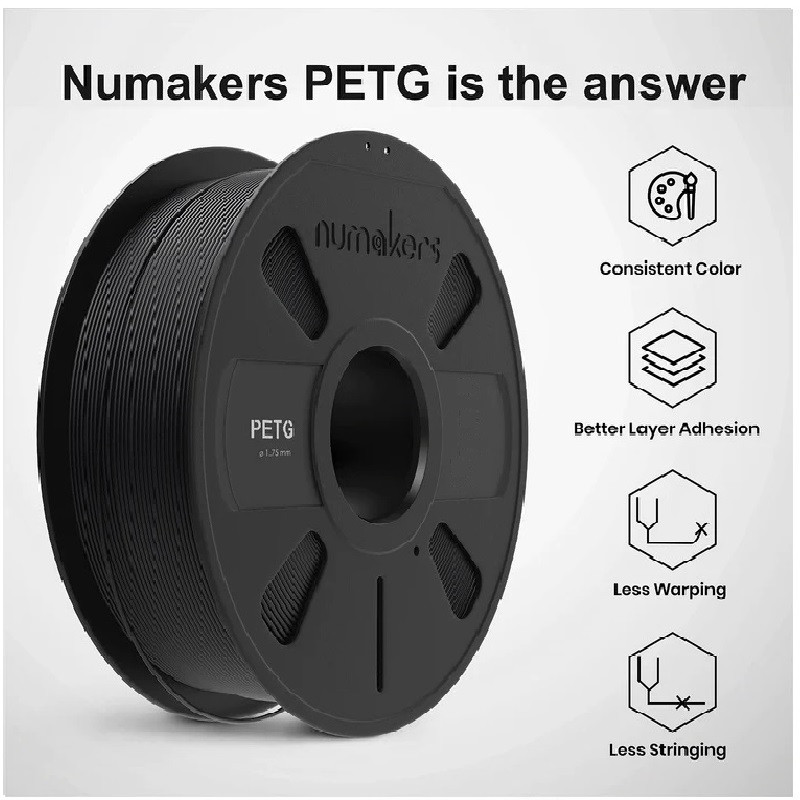 Numakers PETG is the answer
numakers
PETG
ø 1.75 mm
Consistent Color
Better Layer Adhesion
Less Warping
Less Stringing